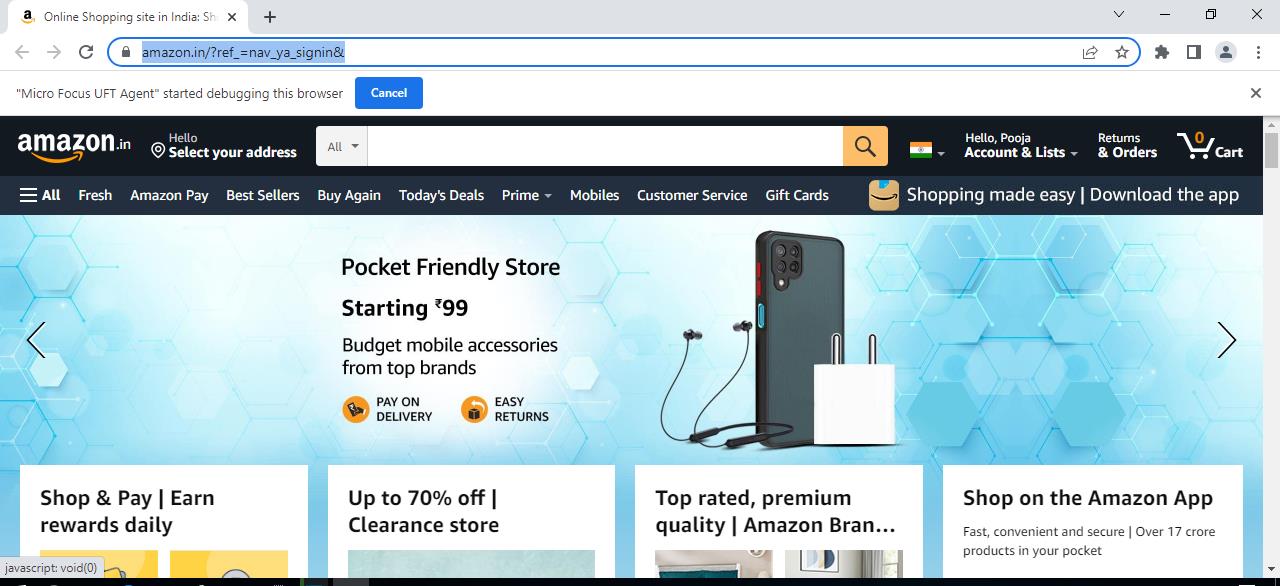 Online Shopping site in India: Sh
amazon.in/?ref_=nav_ya_signin&
"Micro Focus UFT Agent" started debugging this browser
Cancel
amazon.in
Hello
Select your address
All
Hello, Pooja
Account & Lists
Returns
& Orders
0
Cart
All Fresh Amazon Pay Best Sellers Buy Again Today's Deals Prime Mobiles Customer Service Gift Cards
Shopping made easy | Download the app
Pocket Friendly Store
Starting ₹99
Budget mobile accessories
from top brands
PAY ON
DELIVERY
EASY
RETURNS
Shop & Pay | Earn
rewards daily
Up to 70% off |
Clearance store
Top rated, premium
quality | Amazon Bran...
Shop on the Amazon App
Fast, convenient and secure | Over 17 crore
products in your pocket
javascript: void(0)